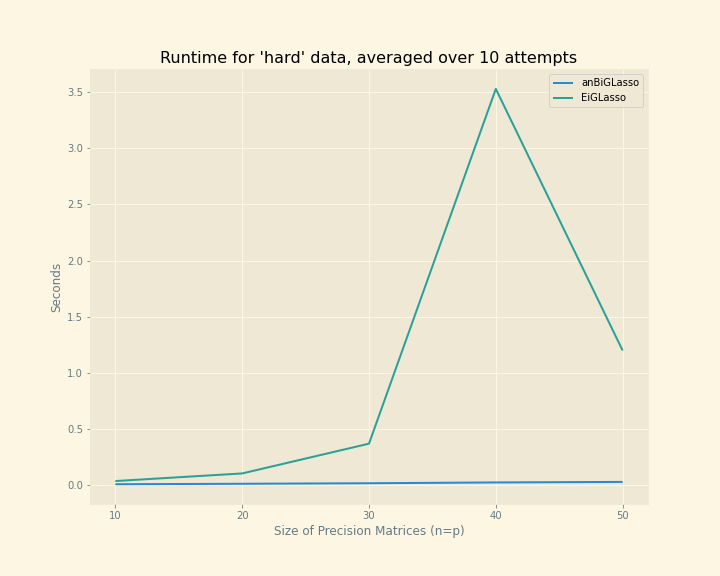 Runtime for 'hard' data, averaged over 10 attempts
anBiGLasso
EiGLasso
3.5
3.0
2.5
2.0
1.5
1.0
0.5
0.0
Seconds
10 20 30 40 50
Size of Precision Matrices (n=p)